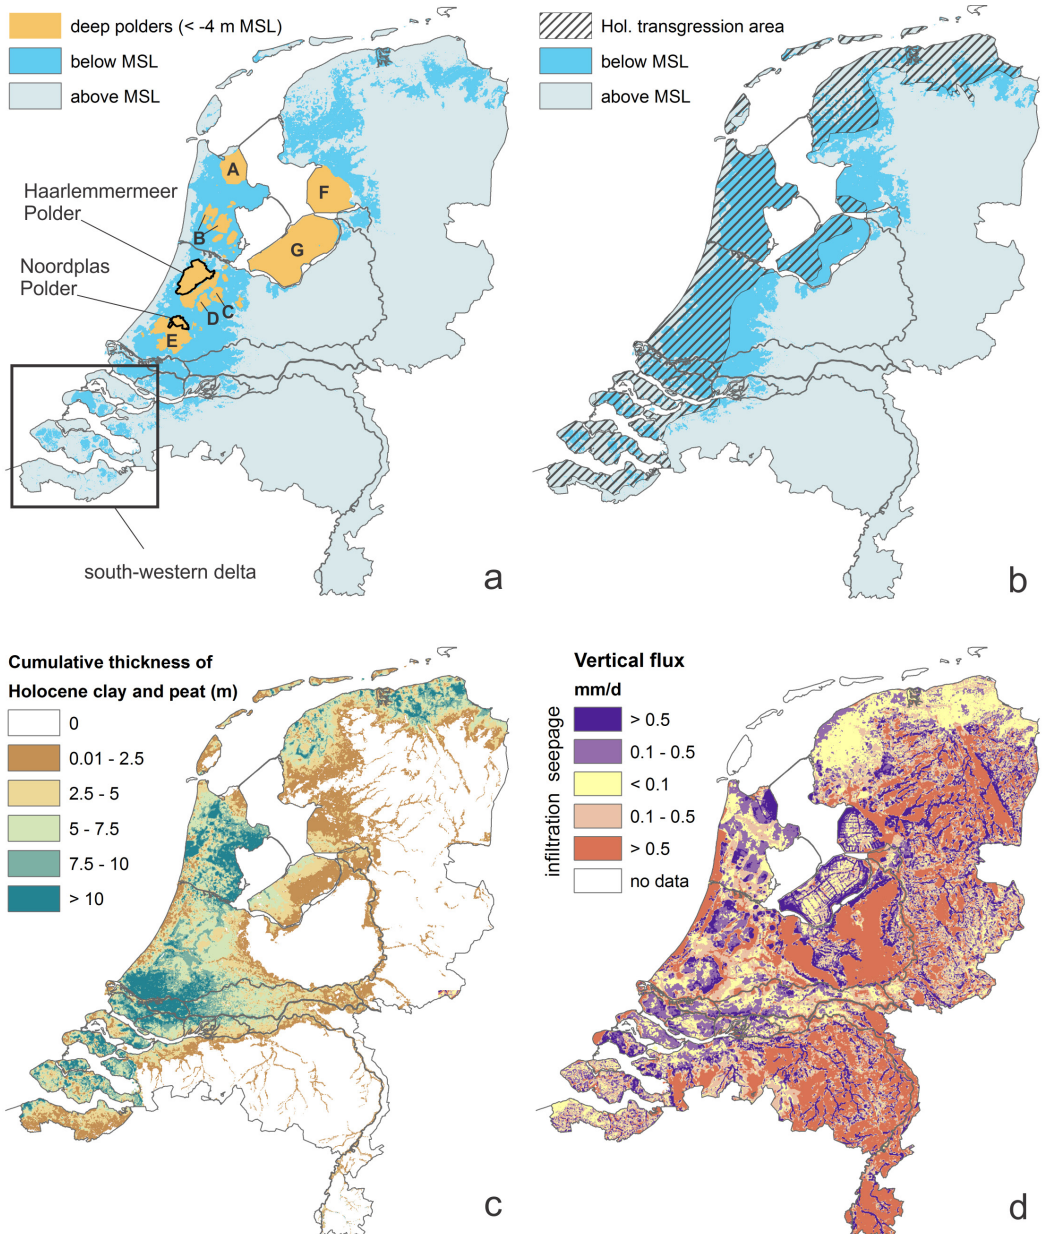 deep polders (< -4 m MSL)
below MSL
above MSL
Haarlemmermeer
Polder
Noordplas
Polder
A
B
C
D
E
F
G
south-western delta
a
Hol. transgression area
below MSL
above MSL
b
Cumulative thickness of
Holocene clay and peat (m)
0
0.01 - 2.5
2.5 - 5
5 - 7.5
7.5 - 10
> 10
c
Vertical flux
mm/d
infiltration seepage
> 0.5
0.1 - 0.5
< 0.1
0.1 - 0.5
> 0.5
no data
d